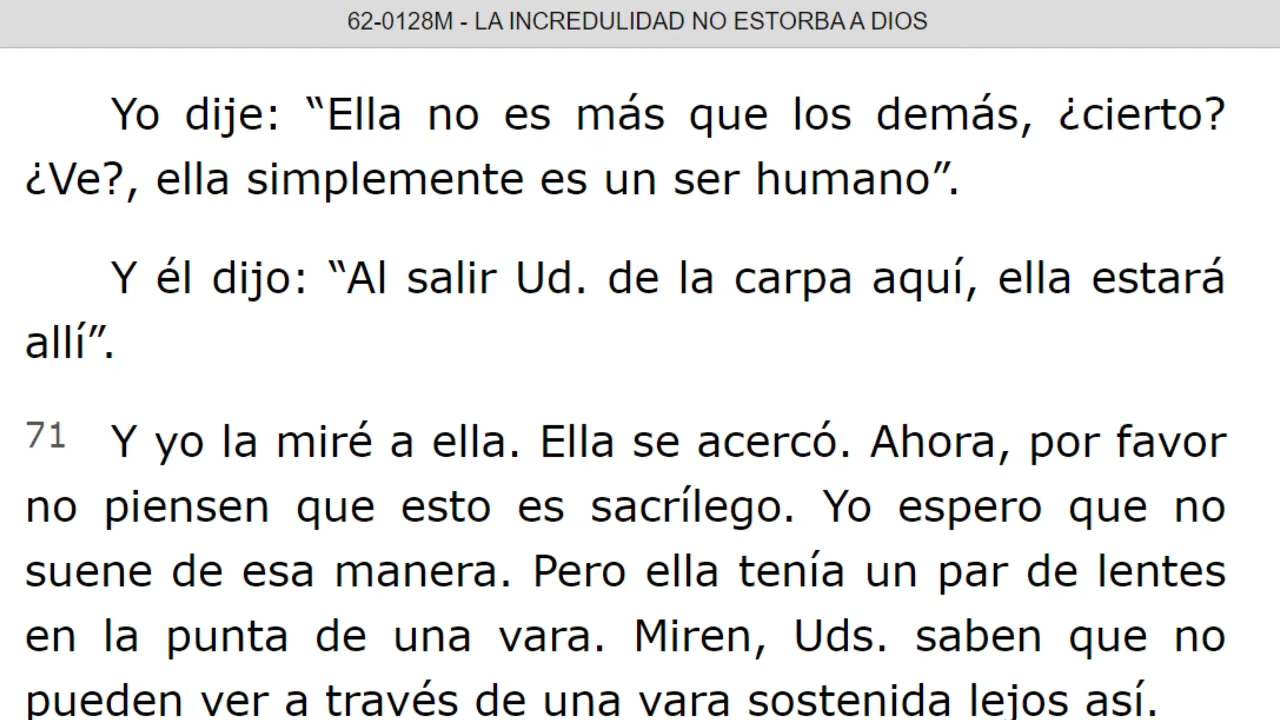 62-0128M - LA INCREDULIDAD NO ESTORBA A DIOS
Yo dije: “Ella no es más que los demás, ¿cierto?
¿Ve?, ella simplemente es un ser humano”.
Y él dijo: “Al salir Ud. de la carpa aquí, ella estará
allí”.
71 Y yo la miré a ella. Ella se acercó. Ahora, por favor
no piensen que esto es sacrílego. Yo espero que no
suene de esa manera. Pero ella tenía un par de lentes
en la punta de una vara. Miren, Uds. saben que no
pueden ver a través de una vara sostenida lejos así.